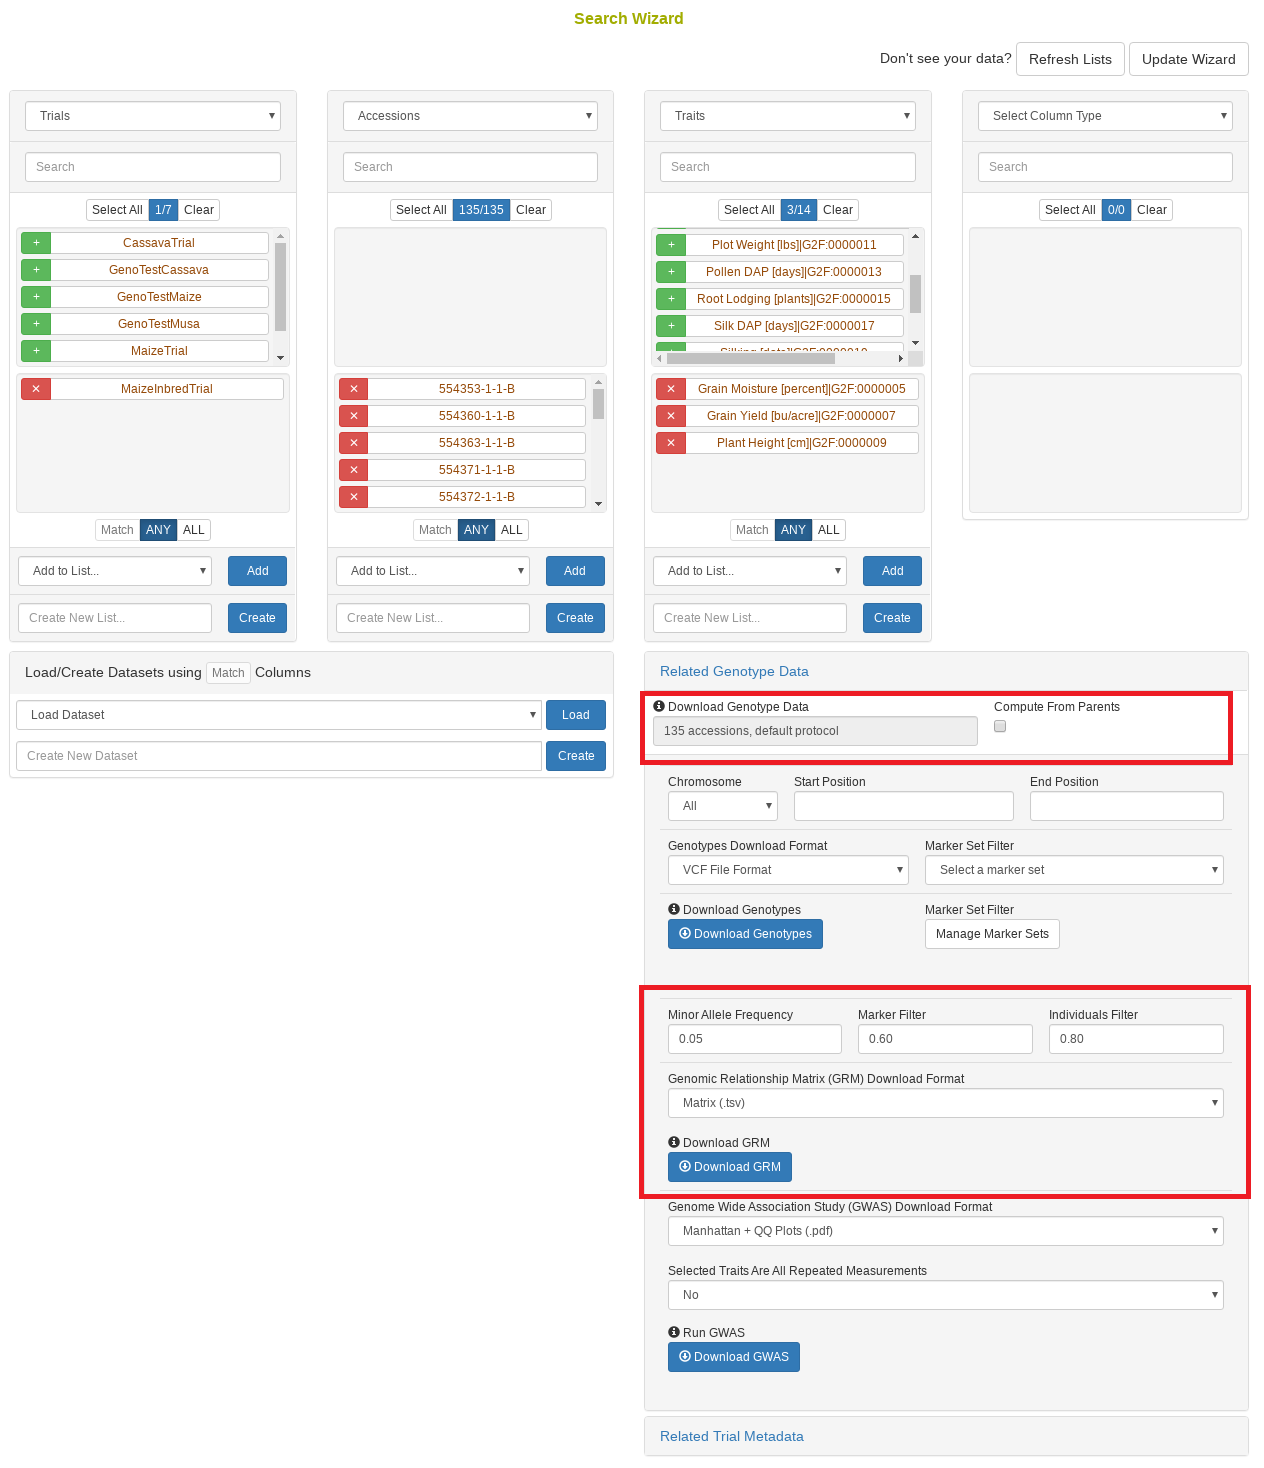 Search Wizard
Don't see your data? Refresh Lists Update Wizard
Trials
Search
Select All 1/7 Clear
+ CassavaTrial
+ GenoTestCassava
+ GenoTestMaize
+ GenoTestMusa
+ MaizeTrial
× MaizeInbredTrial
Match ANY ALL
Add to List... Add
Create New List... Create
Accessions
Search
Select All 135/135 Clear
× 554353-1-1-B
× 554360-1-1-B
× 554363-1-1-B
× 554371-1-1-B
× 554372-1-1-B
Match ANY ALL
Add to List... Add
Create New List... Create
Traits
Search
Select All 3/14 Clear
+ Plot Weight [lbs]|G2F:0000011
+ Pollen DAP [days]|G2F:0000013
+ Root Lodging [plants]|G2F:0000015
+ Silk DAP [days]|G2F:0000017
+ Silking [date]|G2F:0000019
× Grain Moisture [percent]|G2F:0000005
× Grain Yield [bu/acre]|G2F:0000007
× Plant Height [cm]|G2F:0000009
Match ANY ALL
Add to List... Add
Create New List... Create
Select Column Type
Search
Select All 0/0 Clear
Load/Create Datasets using Match Columns
Load Dataset Load
Create New Dataset Create
Related Genotype Data
Download Genotype Data Compute From Parents
135 accessions, default protocol
Chromosome Start Position End Position
All
Genotypes Download Format Marker Set Filter
VCF File Format Select a marker set
Download Genotypes Marker Set Filter
Download Genotypes Manage Marker Sets
Minor Allele Frequency Marker Filter Individuals Filter
0.05 0.60 0.80
Genomic Relationship Matrix (GRM) Download Format
Matrix (.tsv)
Download GRM
Download GRM
Genome Wide Association Study (GWAS) Download Format
Manhattan + QQ Plots (.pdf)
Selected Traits Are All Repeated Measurements
No
Run GWAS
Download GWAS
Related Trial Metadata